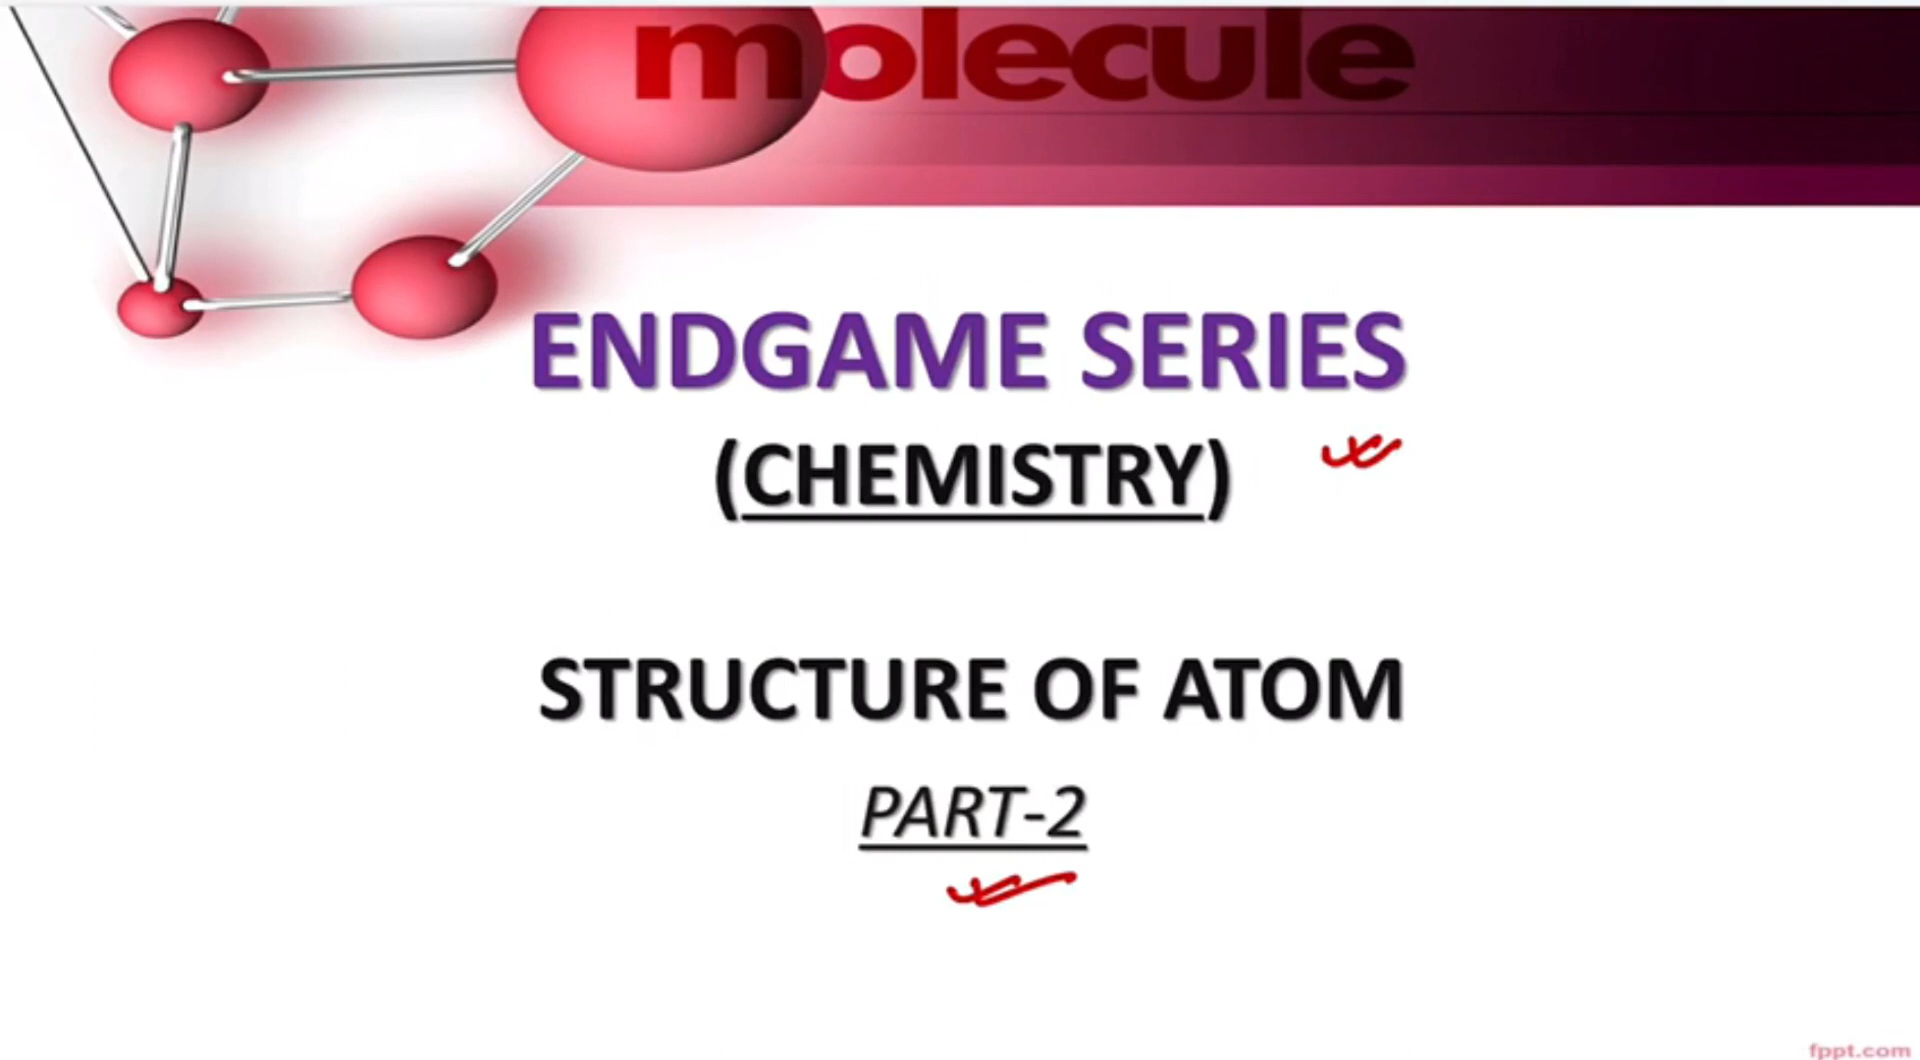 molecule
ENDGAME SERIES
(CHEMISTRY)
STRUCTURE OF ATOM
PART-2
fppt.com